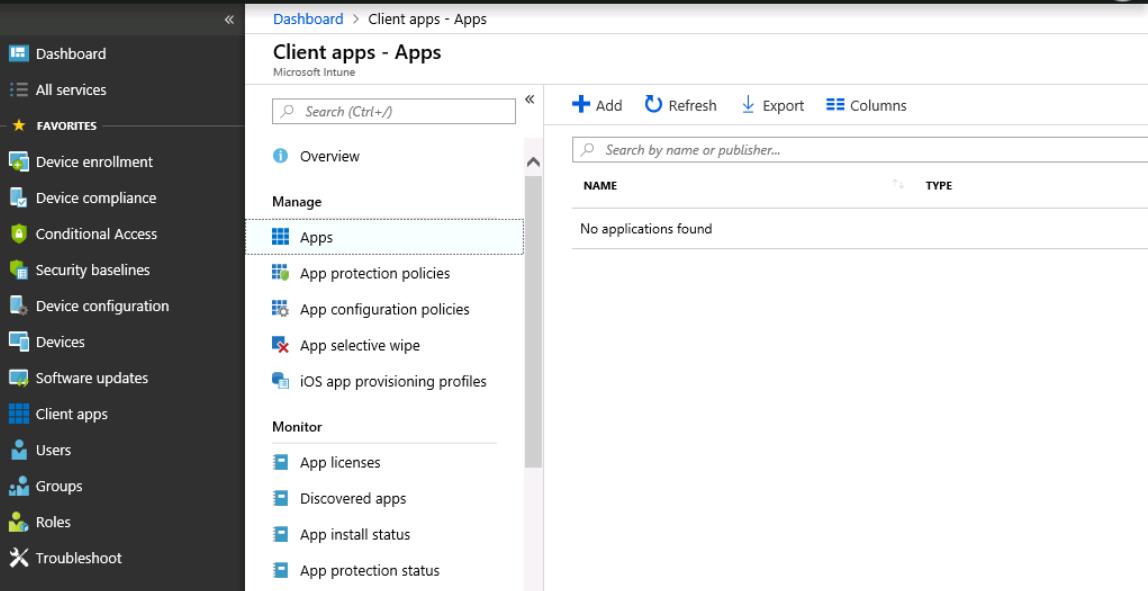 «
Dashboard
All services
FAVORITES
Device enrollment
Device compliance
Conditional Access
Security baselines
Device configuration
Devices
Software updates
Client apps
Users
Groups
Roles
Troubleshoot
Dashboard > Client apps - Apps
Client apps - Apps
Microsoft Intune
Search (Ctrl+/)
«
Overview
Manage
Apps
App protection policies
App configuration policies
App selective wipe
iOS app provisioning profiles
Monitor
App licenses
Discovered apps
App install status
App protection status
Add Refresh Export Columns
Search by name or publisher...
NAME TYPE
No applications found